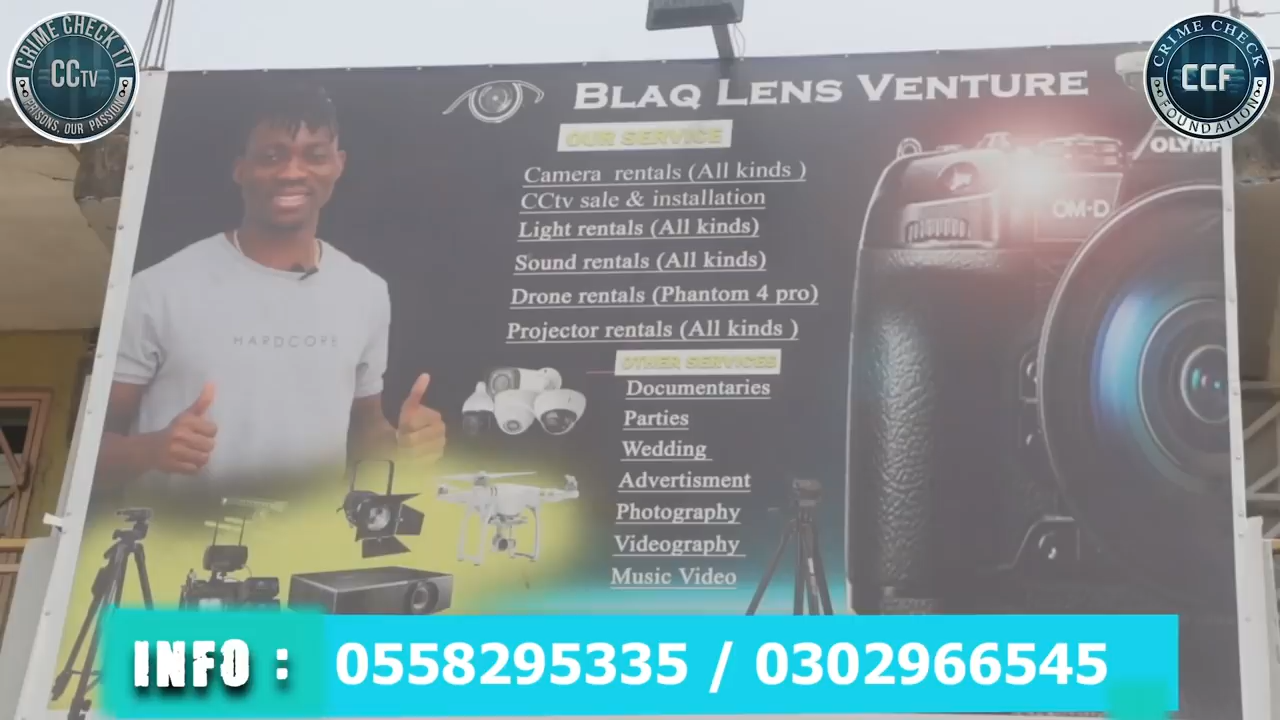 CRIME CHECK TV
CCTV
PRISONS, OUR PASSION
CRIME CHECK
CCF
FOUNDATION
BLAQ LENS VENTURE
OUR SERVICE
Camera rentals (All kinds )
CCtv sale & installation
Light rentals (All kinds)
Sound rentals (All kinds)
Drone rentals (Phantom 4 pro)
Projector rentals (All kinds )
OTHER SERVICES
Documentaries
Parties
Wedding
Advertisment
Photography
Videography
Music Video
HARDCORE
OLYMP
OM-D
INFO : 0558295335 / 0302966545